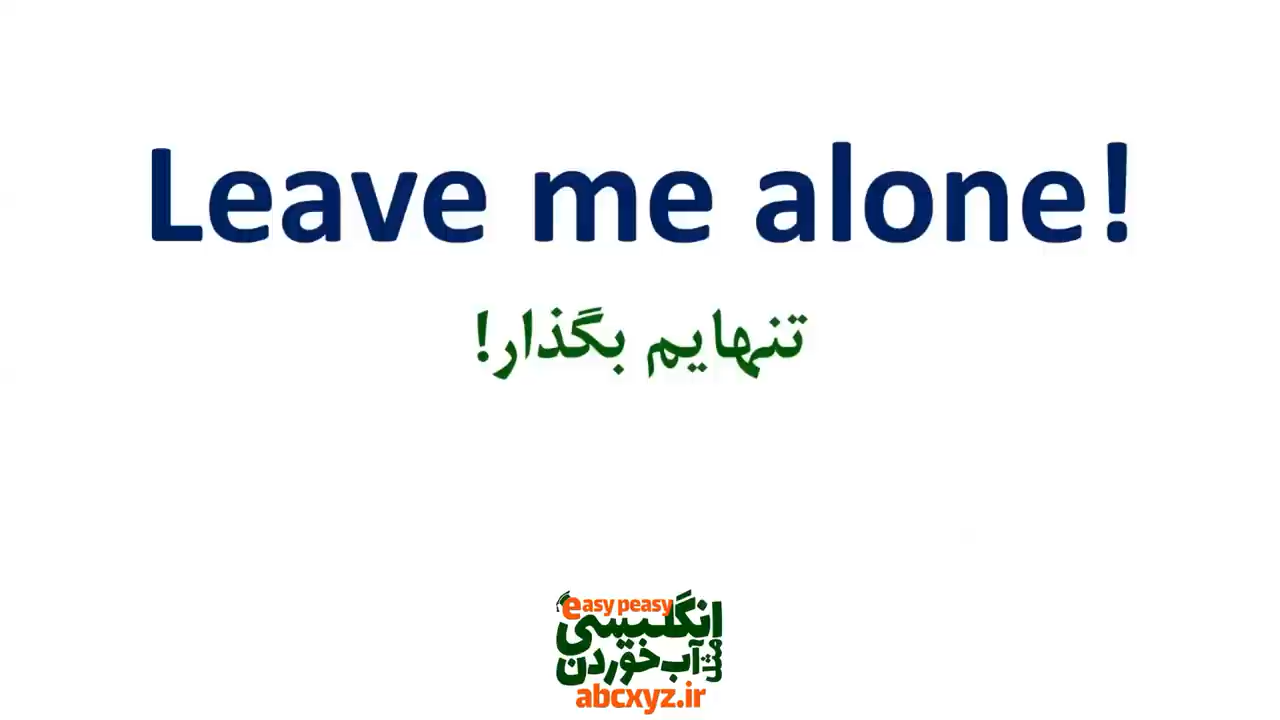 Leave me alone!
تنهایم بگذار!
easy peasy
انگلیسی
مثل آب خوردن
abcxyz.ir